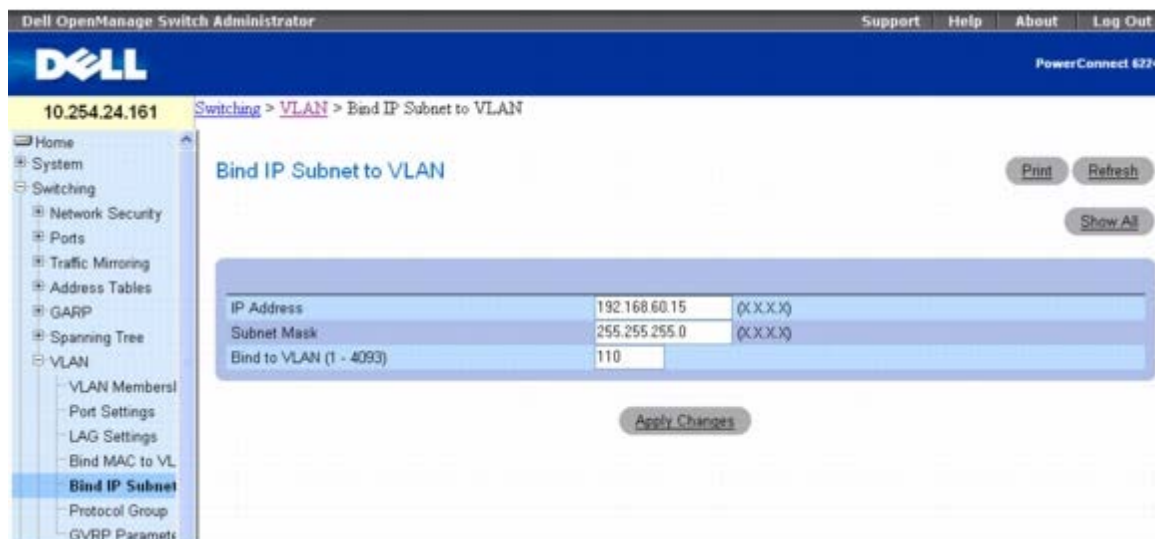 Dell OpenManage Switch Administrator Support Help About Log Out
DELL
PowerConnect 6224
10.254.24.161
Switching > VLAN > Bind IP Subnet to VLAN
Home
System
Switching
Network Security
Ports
Traffic Mirroring
Address Tables
GARP
Spanning Tree
VLAN
VLAN Membersl
Port Settings
LAG Settings
Bind MAC to VL
Bind IP Subnet
Protocol Group
GVRP Paramete
Bind IP Subnet to VLAN
Print Refresh
Show All
IP Address 192.168.60.15 (X.X.X.X)
Subnet Mask 255.255.255.0 (X.X.X.X)
Bind to VLAN (1 - 4093) 110
Apply Changes